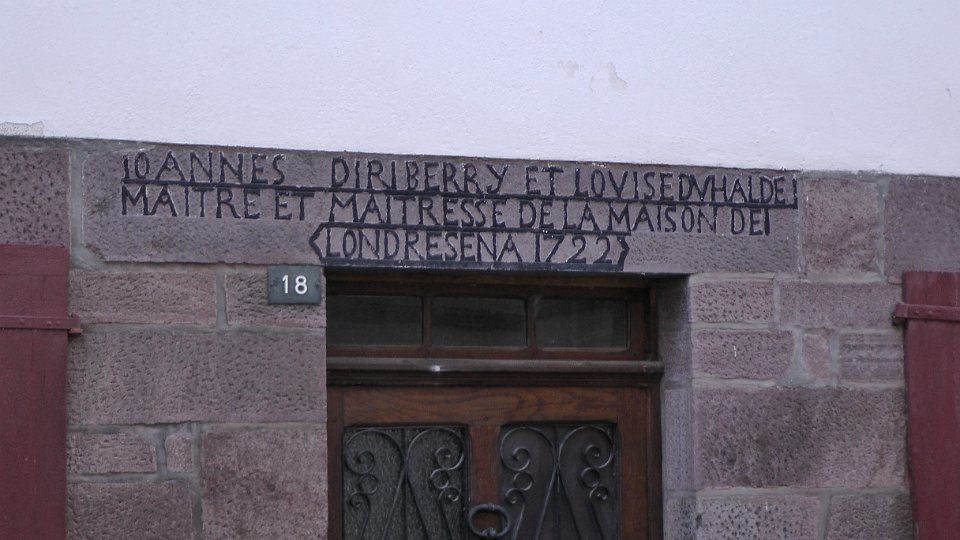 IOANNES DIRIBERRY ET LOVISE DVHALDE
MAITRE ET MAITRESSE DE LA MAISON DE
LONDRESENA 1722
18